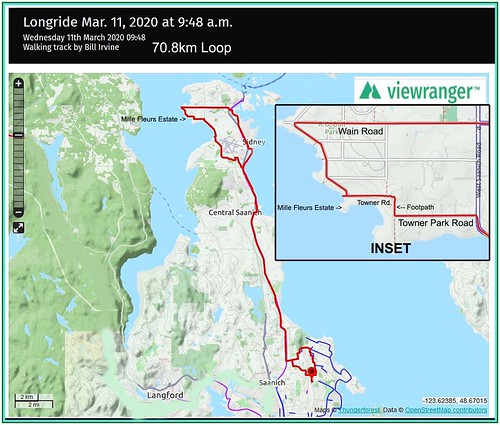 Longride Mar. 11, 2020 at 9:48 a.m.
Wednesday 11th March 2020 09:48
Walking track by Bill Irvine
70.8km Loop
viewranger™
Mille Fleurs Estate ->
Sidney
Central Saanich
Saanich
Langford
Wain Road
Towner Rd.
<-- Footpath
Mille Fleurs Estate ->
Towner Park Road
INSET
2 km
2 mi
-123.62385, 48.67015
Maps © Thunderforest, Data © OpenStreetMap contributors